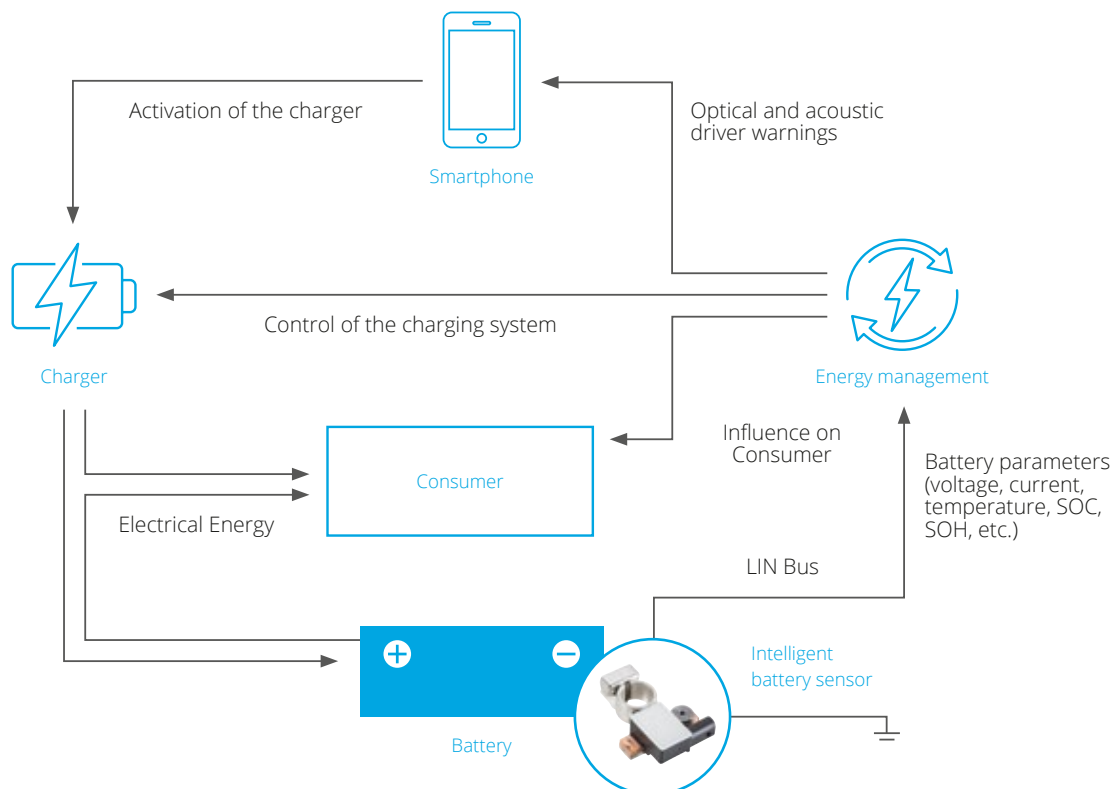 Activation of the charger
Optical and acoustic
driver warnings
Smartphone
Control of the charging system
Charger
Energy management
Influence on
Consumer
Consumer
Battery parameters
(voltage, current,
temperature, SOC,
SOH, etc.)
Electrical Energy
LIN Bus
Intelligent
battery sensor
Battery